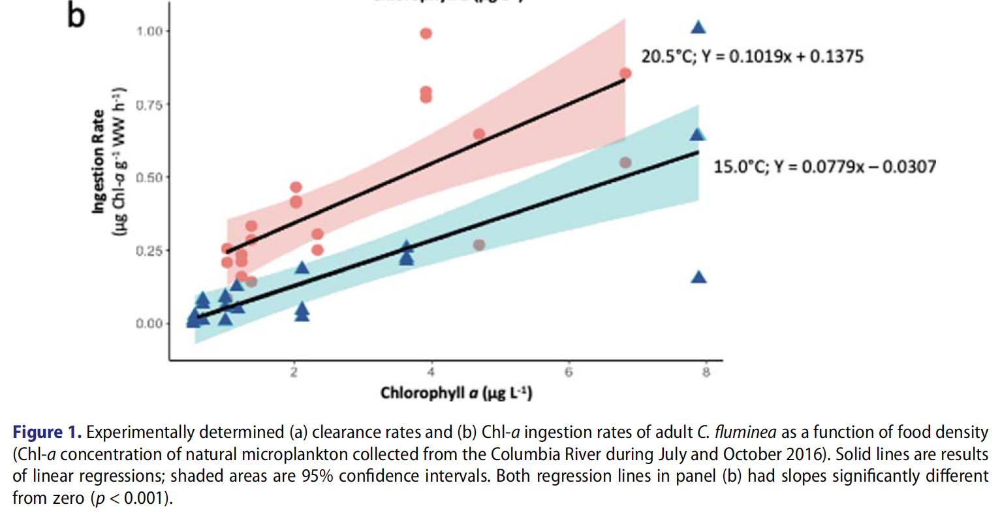 b
1.00
20.5°C; Y = 0.1019x + 0.1375
0.75
Ingestion Rate
(µg Chl-a g⁻¹ WW h⁻¹)
0.50
15.0°C; Y = 0.0779x – 0.0307
0.25
0.00
2 4 6 8
Chlorophyll a (µg L⁻¹)
Figure 1. Experimentally determined (a) clearance rates and (b) Chl-a ingestion rates of adult C. fluminea as a function of food density
(Chl-a concentration of natural microplankton collected from the Columbia River during July and October 2016). Solid lines are results
of linear regressions; shaded areas are 95% confidence intervals. Both regression lines in panel (b) had slopes significantly different
from zero (p < 0.001).